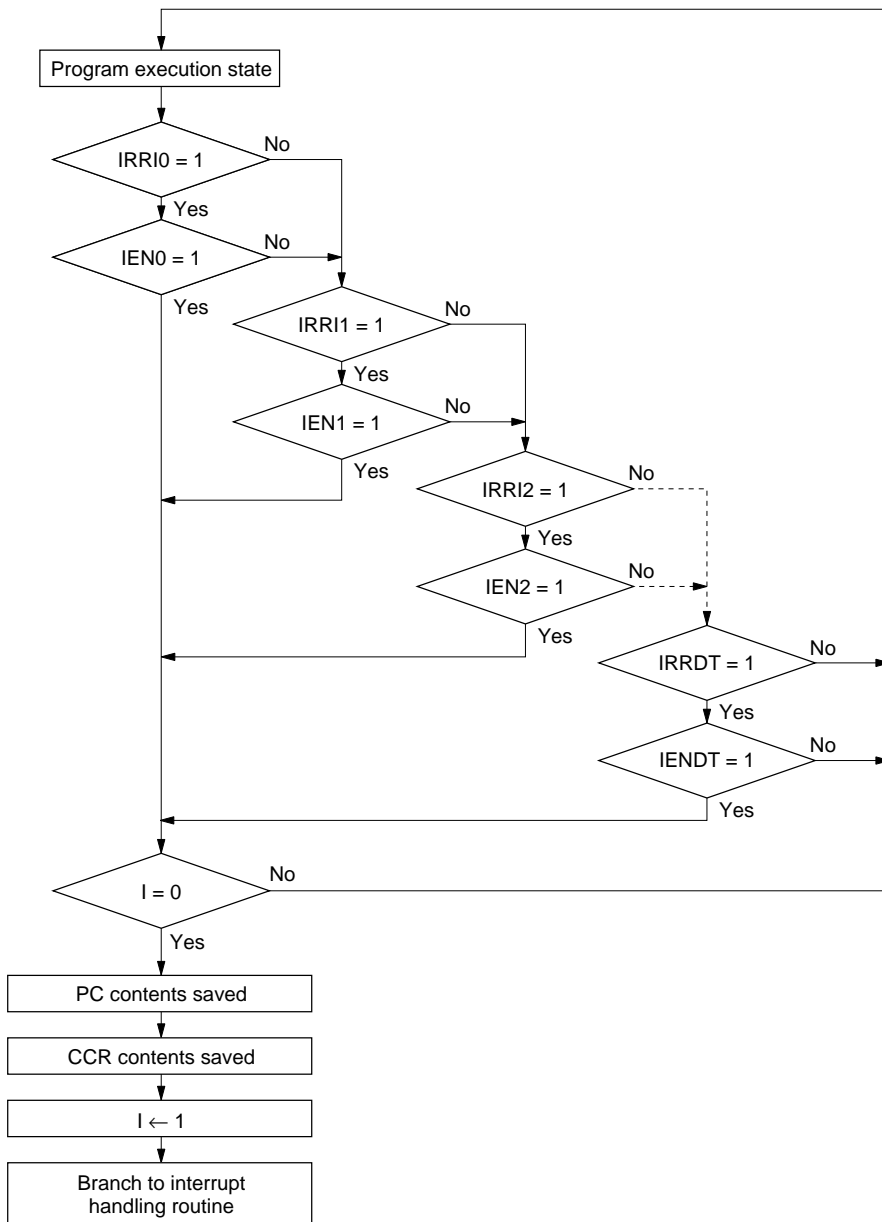 Program execution state
IRRI0 = 1
No
Yes
IEN0 = 1
No
Yes
IRRI1 = 1
No
Yes
IEN1 = 1
No
Yes
IRRI2 = 1
No
Yes
IEN2 = 1
No
Yes
IRRDT = 1
No
Yes
IENDT = 1
No
Yes
I = 0
No
Yes
PC contents saved
CCR contents saved
I ← 1
Branch to interrupt
handling routine